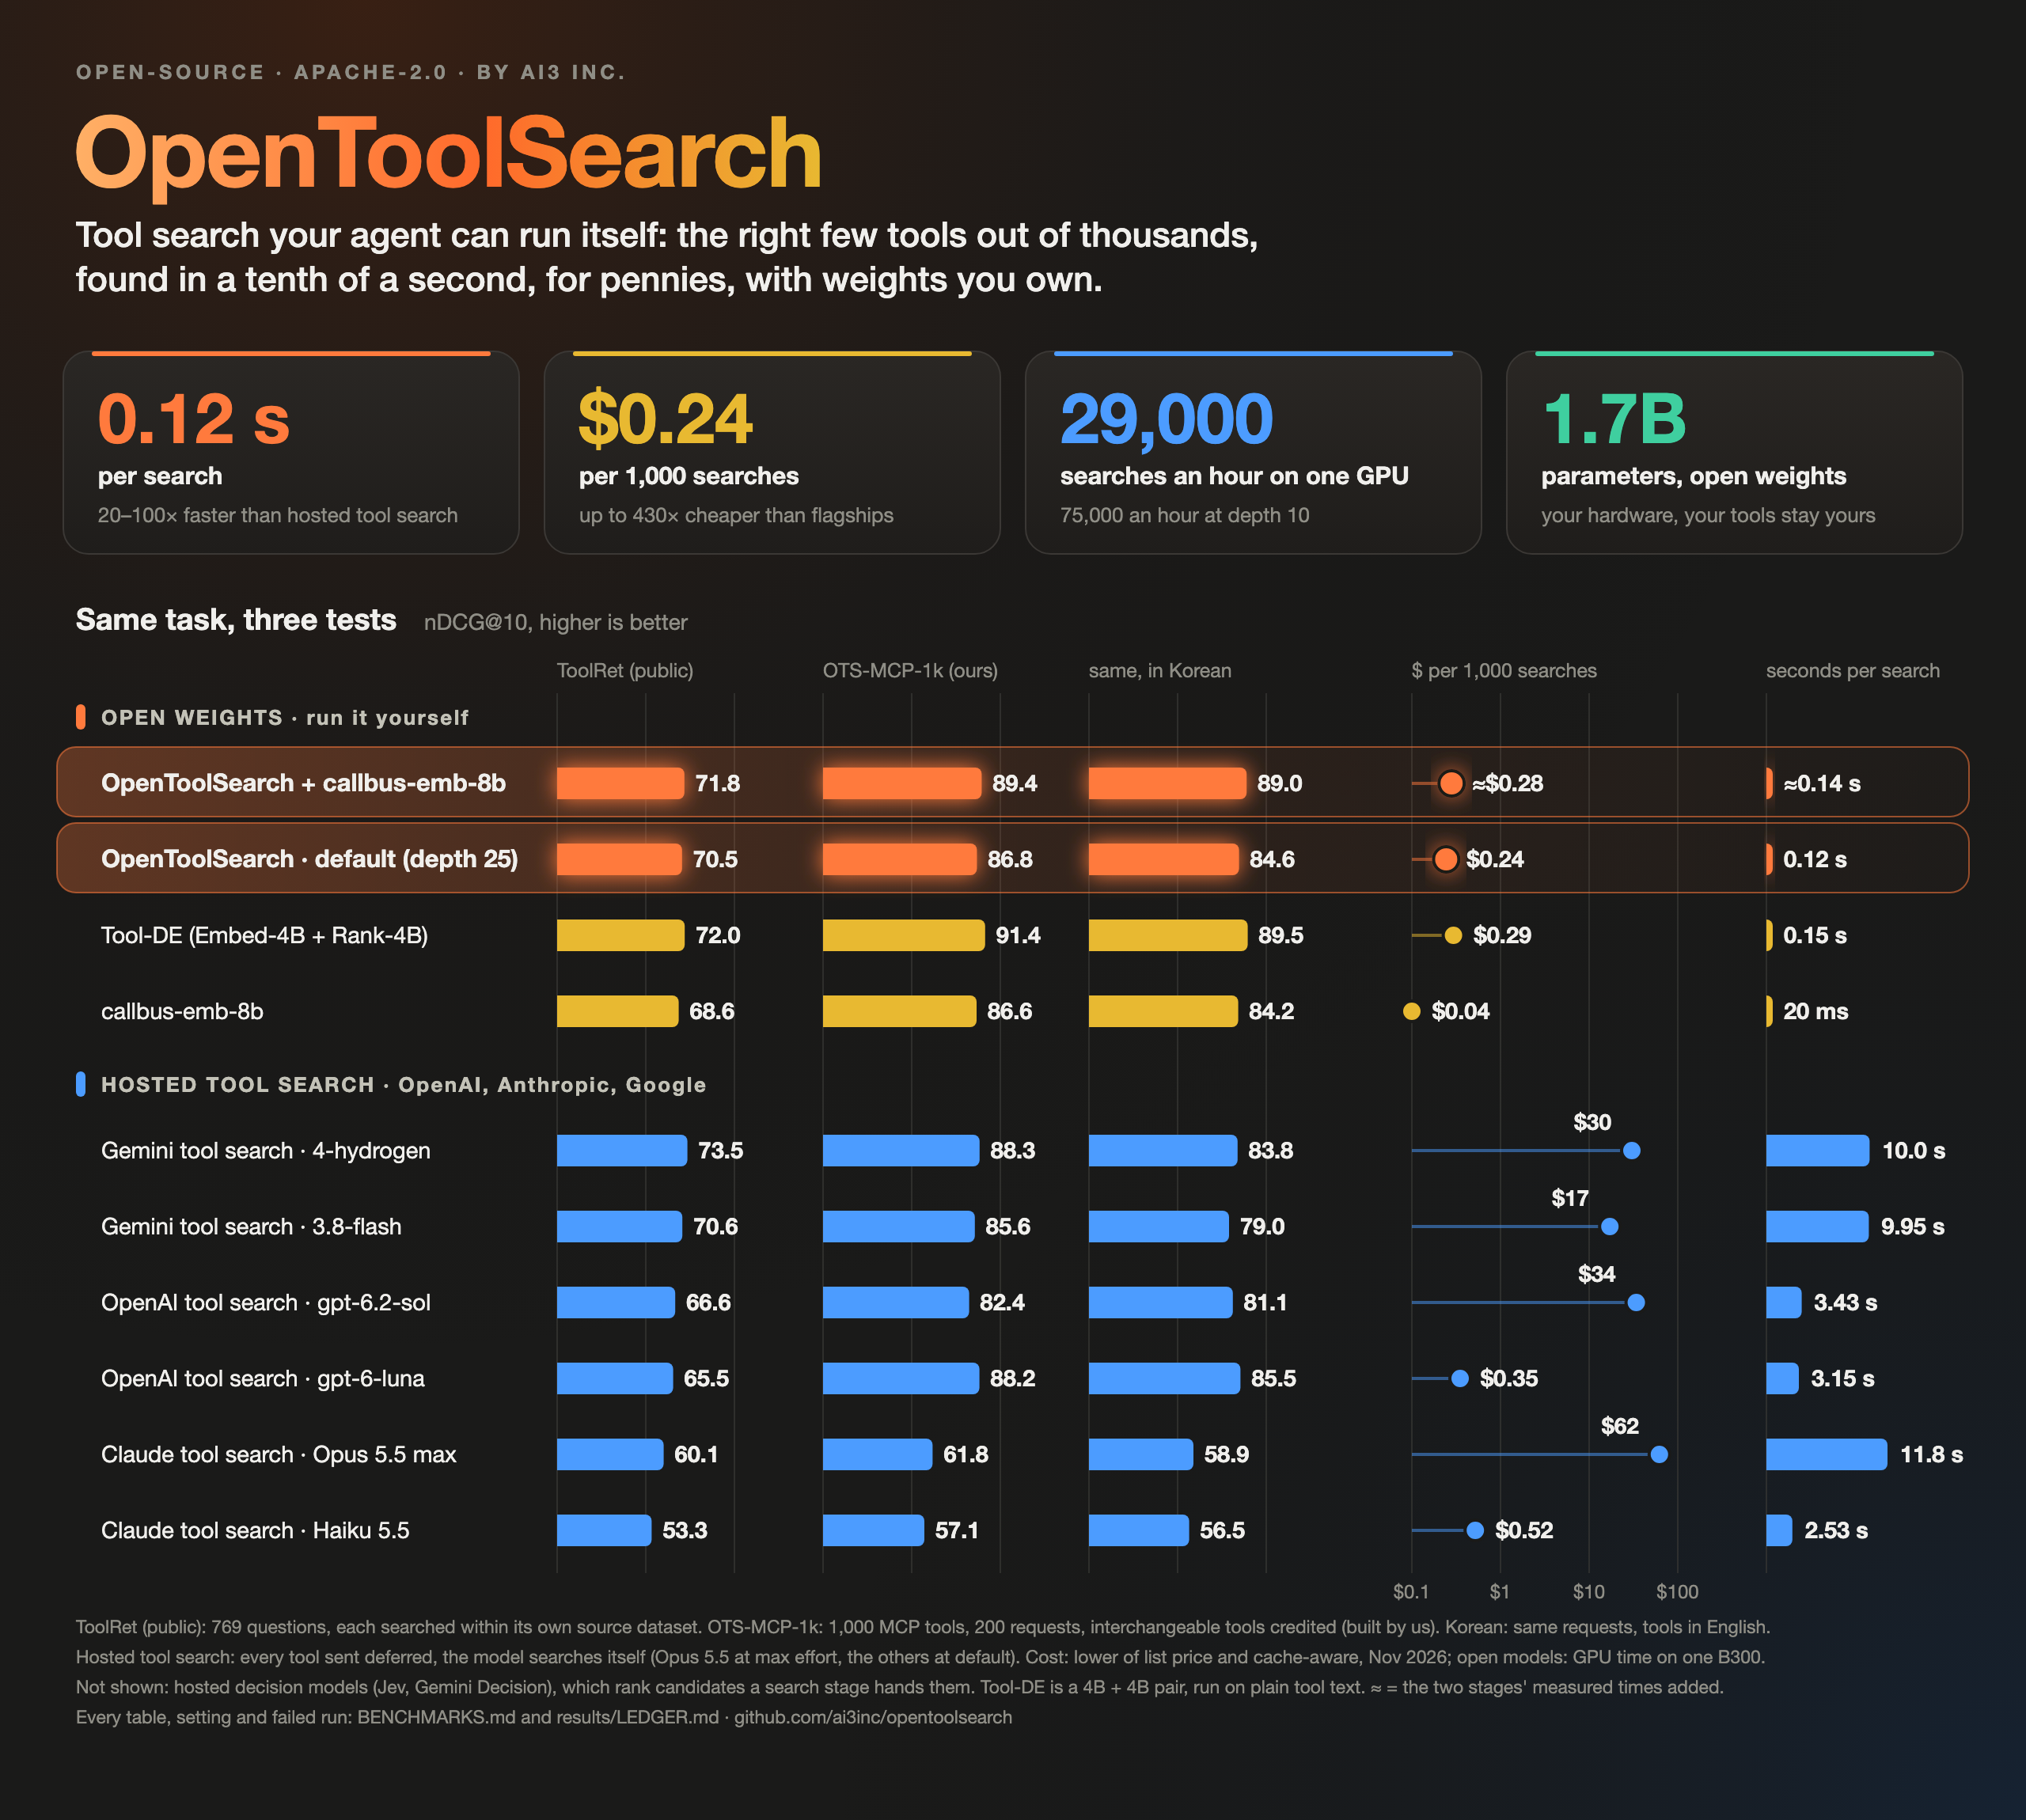 OPEN-SOURCE · APACHE-2.0 · BY AI3 INC.
OpenToolSearch
Tool search your agent can run itself: the right few tools out of thousands,
found in a tenth of a second, for pennies, with weights you own.
0.12 s
per search
20–100× faster than hosted tool search
$0.24
per 1,000 searches
up to 430× cheaper than flagships
29,000
searches an hour on one GPU
75,000 an hour at depth 10
1.7B
parameters, open weights
your hardware, your tools stay yours
Same task, three tests nDCG@10, higher is better
ToolRet (public) OTS-MCP-1k (ours) same, in Korean $ per 1,000 searches seconds per search
OPEN WEIGHTS · run it yourself
OpenToolSearch + callbus-emb-8b 71.8 89.4 89.0 ≈$0.28 ≈0.14 s
OpenToolSearch · default (depth 25) 70.5 86.8 84.6 $0.24 0.12 s
Tool-DE (Embed-4B + Rank-4B) 72.0 91.4 89.5 $0.29 0.15 s
callbus-emb-8b 68.6 86.6 84.2 $0.04 20 ms
HOSTED TOOL SEARCH · OpenAI, Anthropic, Google
Gemini tool search · 4-hydrogen 73.5 88.3 83.8 $30 10.0 s
Gemini tool search · 3.8-flash 70.6 85.6 79.0 $17 9.95 s
OpenAI tool search · gpt-6.2-sol 66.6 82.4 81.1 $34 3.43 s
OpenAI tool search · gpt-6-luna 65.5 88.2 85.5 $0.35 3.15 s
Claude tool search · Opus 5.5 max 60.1 61.8 58.9 $62 11.8 s
Claude tool search · Haiku 5.5 53.3 57.1 56.5 $0.52 2.53 s
$0.1 $1 $10 $100
ToolRet (public): 769 questions, each searched within its own source dataset. OTS-MCP-1k: 1,000 MCP tools, 200 requests, interchangeable tools credited (built by us). Korean: same requests, tools in English.
Hosted tool search: every tool sent deferred, the model searches itself (Opus 5.5 at max effort, the others at default). Cost: lower of list price and cache-aware, Nov 2026; open models: GPU time on one B300.
Not shown: hosted decision models (Jev, Gemini Decision), which rank candidates a search stage hands them. Tool-DE is a 4B + 4B pair, run on plain tool text. ≈ = the two stages' measured times added.
Every table, setting and failed run: BENCHMARKS.md and results/LEDGER.md · github.com/ai3inc/opentoolsearch